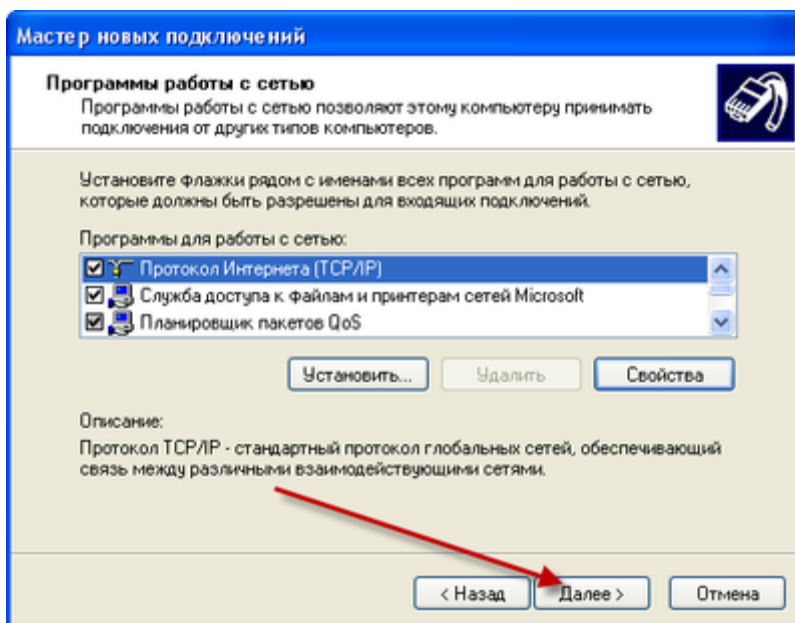 Мастер новых подключений
Программы работы с сетью
Программы работы с сетью позволяют этому компьютеру принимать
подключения от других типов компьютеров.
Установите флажки рядом с именами всех программ для работы с сетью,
которые должны быть разрешены для входящих подключений.
Программы для работы с сетью:
Протокол Интернета (TCP/IP)
Служба доступа к файлам и принтерам сетей Microsoft
Планировщик пакетов QoS
Установить... Удалить Свойства
Описание:
Протокол TCP/IP - стандартный протокол глобальных сетей, обеспечивающий
связь между различными взаимодействующими сетями.
< Назад Далее > Отмена